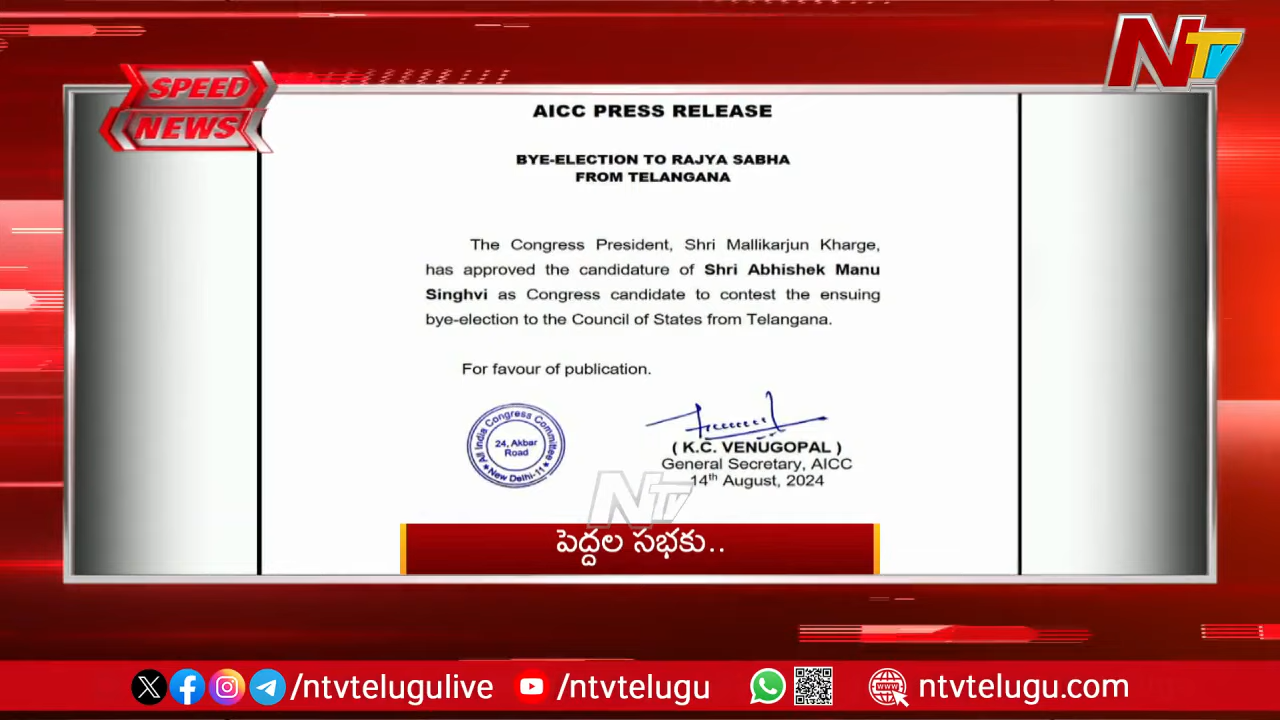 NTV
SPEED
NEWS
AICC PRESS RELEASE
BYE-ELECTION TO RAJYA SABHA
FROM TELANGANA
The Congress President, Shri Mallikarjun Kharge,
has approved the candidature of Shri Abhishek Manu
Singhvi as Congress candidate to contest the ensuing
bye-election to the Council of States from Telangana.
For favour of publication.
All India Congress Committee
24, Akbar
Road
New Delhi-11
( K.C. VENUGOPAL )
General Secretary, AICC
14th August, 2024
NTV
పెద్దల సభకు..
/ntvtelugulive
/ntvtelugu
www
ntvtelugu.com